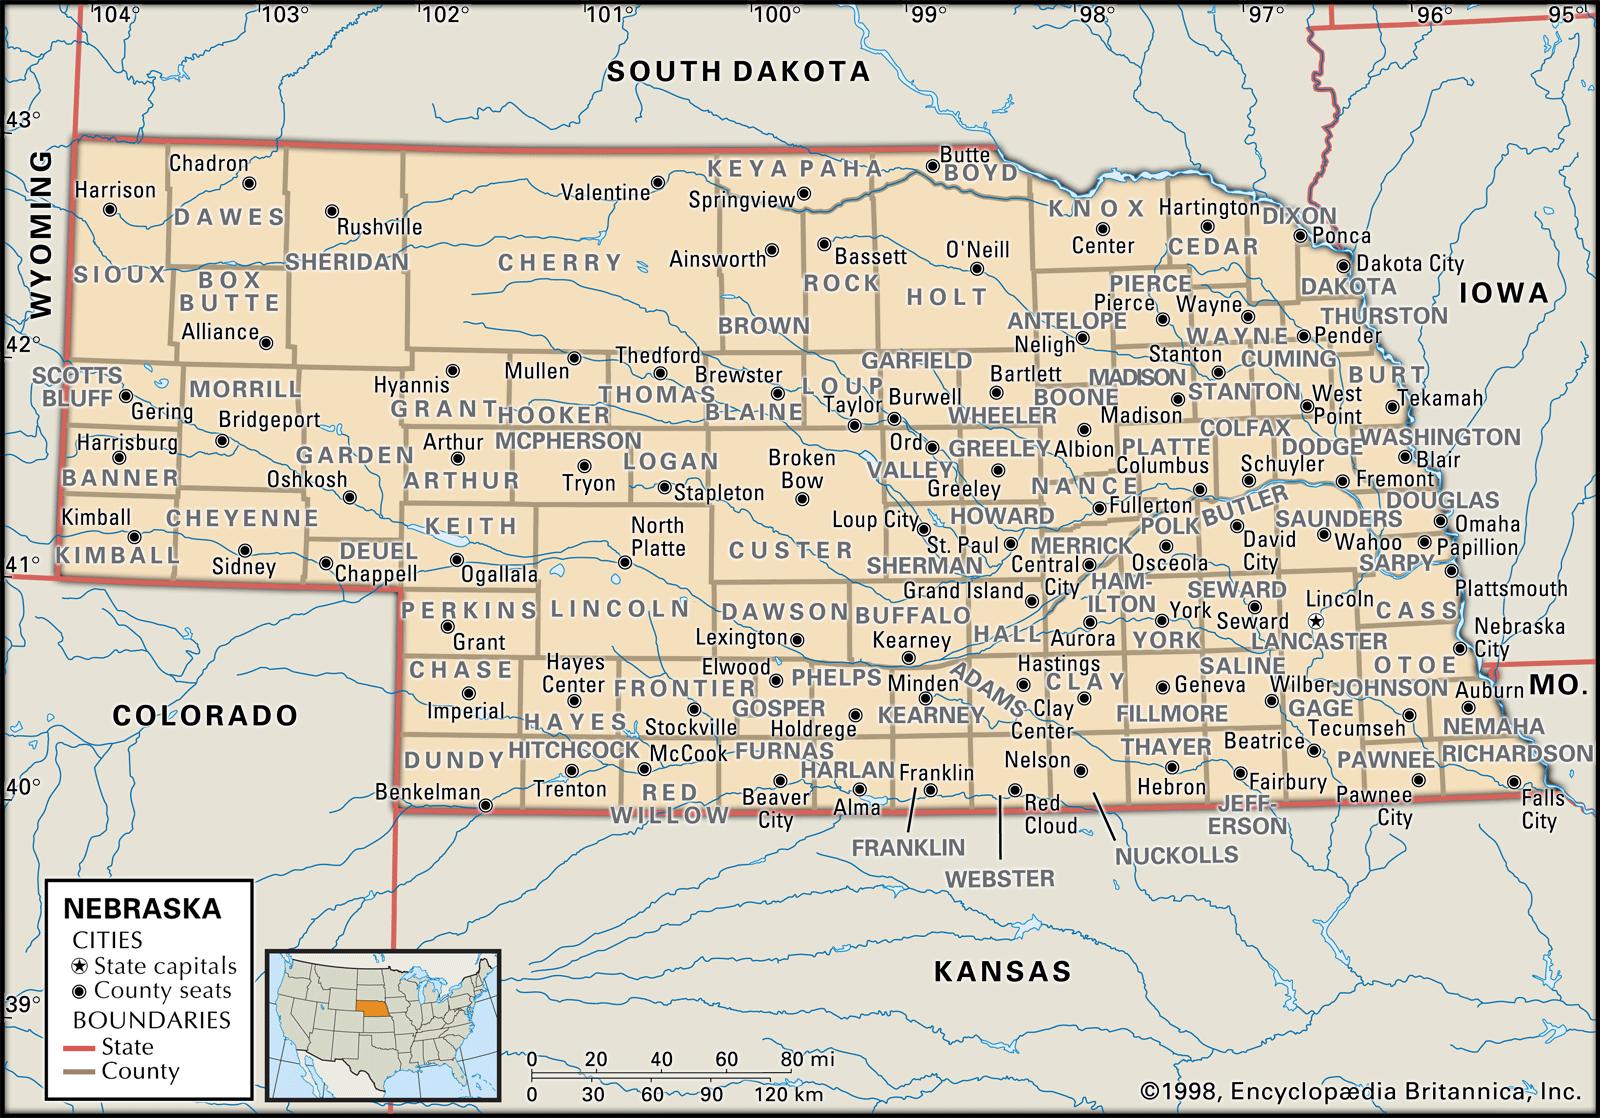 104°
103°
102°
101°
100°
99°
98°
97°
96°
95°
43°
42°
41°
40°
39°
SOUTH DAKOTA
WYOMING
IOWA
COLORADO
KANSAS
MO.
Harrison
SIOUX
Chadron
DAWES
Rushville
SHERIDAN
BOX
BUTTE
Alliance
Valentine
CHERRY
KEYA PAHA
Springview
Butte
BOYD
Ainsworth
BROWN
Bassett
ROCK
O'Neill
HOLT
KNOX
Center
Hartington
CEDAR
DIXON
Ponca
Dakota City
DAKOTA
PIERCE
Pierce
Wayne
WAYNE
THURSTON
Pender
ANTELOPE
Neligh
Stanton
STANTON
CUMING
West
Point
BURT
Tekamah
MADISON
Madison
SCOTTS
BLUFF
Gering
MORRILL
Bridgeport
Harrisburg
BANNER
GARDEN
Oshkosh
Kimball
KIMBALL
CHEYENNE
Sidney
DEUEL
Chappell
Hyannis
GRANT
Mullen
HOOKER
Thedford
THOMAS
Brewster
BLAINE
LOUP
Taylor
GARFIELD
Burwell
Bartlett
WHEELER
BOONE
Albion
Arthur
ARTHUR
MCPHERSON
Tryon
LOGAN
Stapleton
Broken
Bow
CUSTER
Ord
VALLEY
GREELEY
Greeley
NANCE
Fullerton
PLATTE
Columbus
COLFAX
Schuyler
DODGE
Fremont
WASHINGTON
Blair
KEITH
Ogallala
North
Platte
LINCOLN
Loup City
SHERMAN
HOWARD
St. Paul
MERRICK
Central
City
POLK
Osceola
BUTLER
David
City
SAUNDERS
Wahoo
DOUGLAS
Omaha
Papillion
SARPY
Plattsmouth
CASS
PERKINS
Grant
DAWSON
Lexington
BUFFALO
Kearney
Grand Island
HALL
HAM-
ILTON
Aurora
York
YORK
SEWARD
Seward
Lincoln
LANCASTER
Nebraska
City
OTOE
CHASE
Imperial
Hayes
Center
HAYES
FRONTIER
Stockville
Elwood
GOSPER
PHELPS
Holdrege
Minden
KEARNEY
ADAMS
Hastings
CLAY
Clay
Center
Geneva
FILLMORE
SALINE
Wilber
GAGE
Beatrice
JOHNSON
Tecumseh
Auburn
NEMAHA
DUNDY
Benkelman
HITCHCOCK
Trenton
McCook
RED
WILLOW
FURNAS
Beaver
City
HARLAN
Alma
Franklin
FRANKLIN
Red
Cloud
WEBSTER
Nelson
NUCKOLLS
THAYER
Hebron
Fairbury
JEFF-
ERSON
PAWNEE
Pawnee
City
RICHARDSON
Falls
City
NEBRASKA
CITIES
State capitals
County seats
BOUNDARIES
State
County
0 20 40 60 80 mi
0 30 60 90 120 km
©1998, Encyclopædia Britannica, Inc.